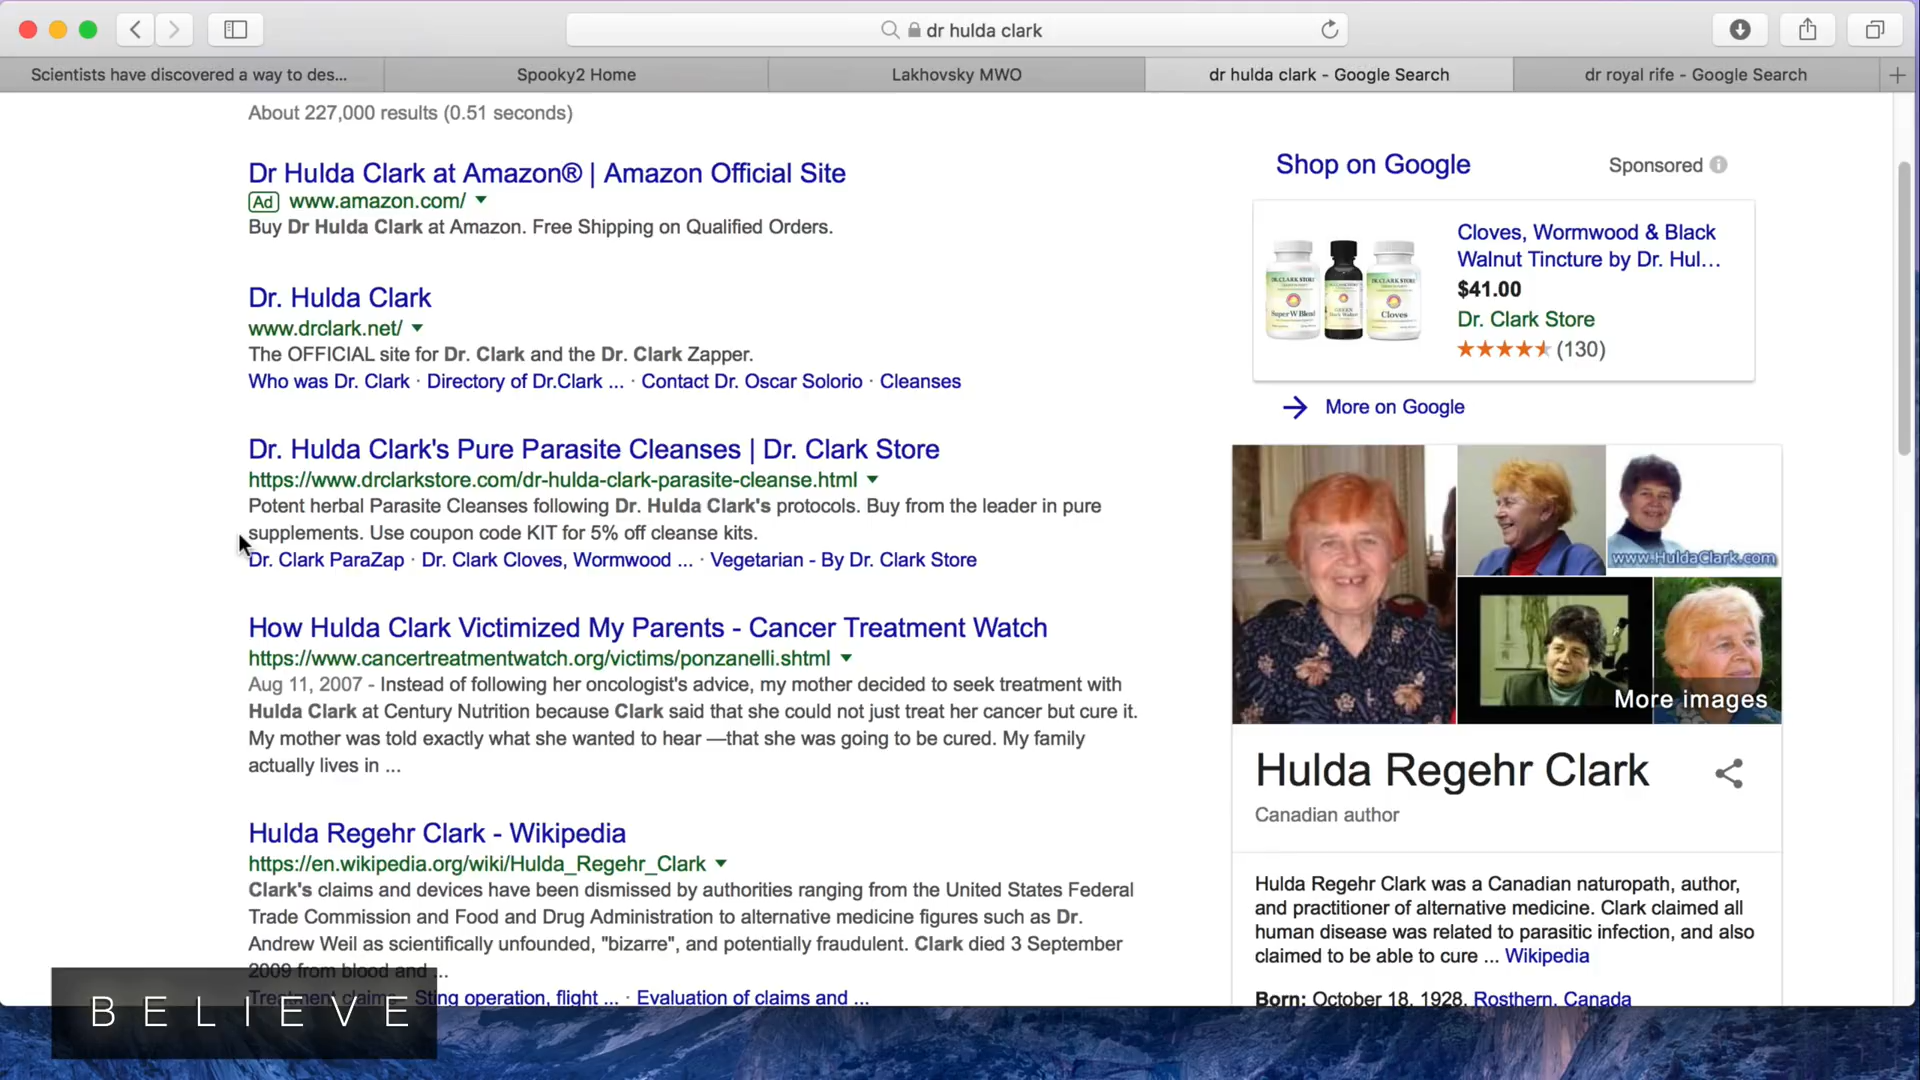 dr hulda clark
Scientists have discovered a way to des...
Spooky2 Home
Lakhovsky MWO
dr hulda clark - Google Search
dr royal rife - Google Search
About 227,000 results (0.51 seconds)
Dr Hulda Clark at Amazon® | Amazon Official Site
Ad www.amazon.com/
Buy Dr Hulda Clark at Amazon. Free Shipping on Qualified Orders.
Dr. Hulda Clark
www.drclark.net/
The OFFICIAL site for Dr. Clark and the Dr. Clark Zapper.
Who was Dr. Clark · Directory of Dr.Clark ... · Contact Dr. Oscar Solorio · Cleanses
Dr. Hulda Clark's Pure Parasite Cleanses | Dr. Clark Store
https://www.drclarkstore.com/dr-hulda-clark-parasite-cleanse.html
Potent herbal Parasite Cleanses following Dr. Hulda Clark's protocols. Buy from the leader in pure
supplements. Use coupon code KIT for 5% off cleanse kits.
Dr. Clark ParaZap · Dr. Clark Cloves, Wormwood ... · Vegetarian - By Dr. Clark Store
How Hulda Clark Victimized My Parents - Cancer Treatment Watch
https://www.cancertreatmentwatch.org/victims/ponzanelli.shtml
Aug 11, 2007 - Instead of following her oncologist's advice, my mother decided to seek treatment with
Hulda Clark at Century Nutrition because Clark said that she could not just treat her cancer but cure it.
My mother was told exactly what she wanted to hear —that she was going to be cured. My family
actually lives in ...
Hulda Regehr Clark - Wikipedia
https://en.wikipedia.org/wiki/Hulda_Regehr_Clark
Clark's claims and devices have been dismissed by authorities ranging from the United States Federal
Trade Commission and Food and Drug Administration to alternative medicine figures such as Dr.
Andrew Weil as scientifically unfounded, "bizarre", and potentially fraudulent. Clark died 3 September
2009 from blood and ...
Treatment claims · Sting operation, flight ... · Evaluation of claims and ...
BELIEVE
Shop on Google
Sponsored
DR. CLARK STORE
Super W Blend
GREEN
Cloves
Cloves, Wormwood & Black
Walnut Tincture by Dr. Hul...
$41.00
Dr. Clark Store
(130)
More on Google
www.HuldaClark.com
More images
Hulda Regehr Clark
Canadian author
Hulda Regehr Clark was a Canadian naturopath, author,
and practitioner of alternative medicine. Clark claimed all
human disease was related to parasitic infection, and also
claimed to be able to cure ... Wikipedia
Born: October 18, 1928, Rosthern, Canada